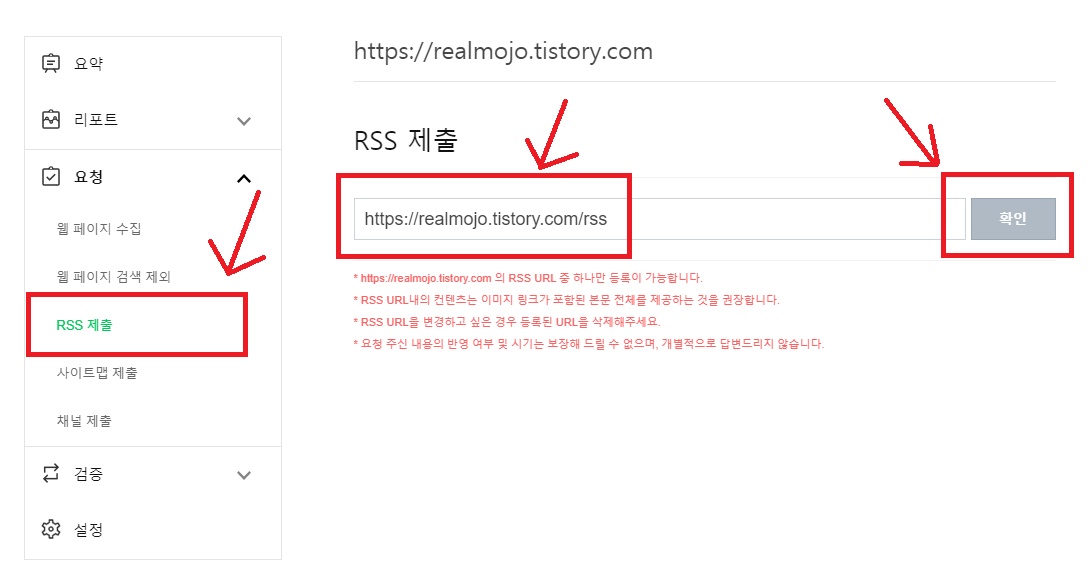 요약
리포트
요청
웹 페이지 수집
웹 페이지 검색 제외
RSS 제출
사이트맵 제출
채널 제출
검증
설정
https://realmojo.tistory.com
RSS 제출
https://realmojo.tistory.com/rss
확인
* https://realmojo.tistory.com 의 RSS URL 중 하나만 등록이 가능합니다.
* RSS URL내의 컨텐츠는 이미지 링크가 포함된 본문 전체를 제공하는 것을 권장합니다.
* RSS URL을 변경하고 싶은 경우 등록된 URL을 삭제해주세요.
* 요청 주신 내용의 반영 여부 및 시기는 보장해 드릴 수 없으며, 개별적으로 답변드리지 않습니다.